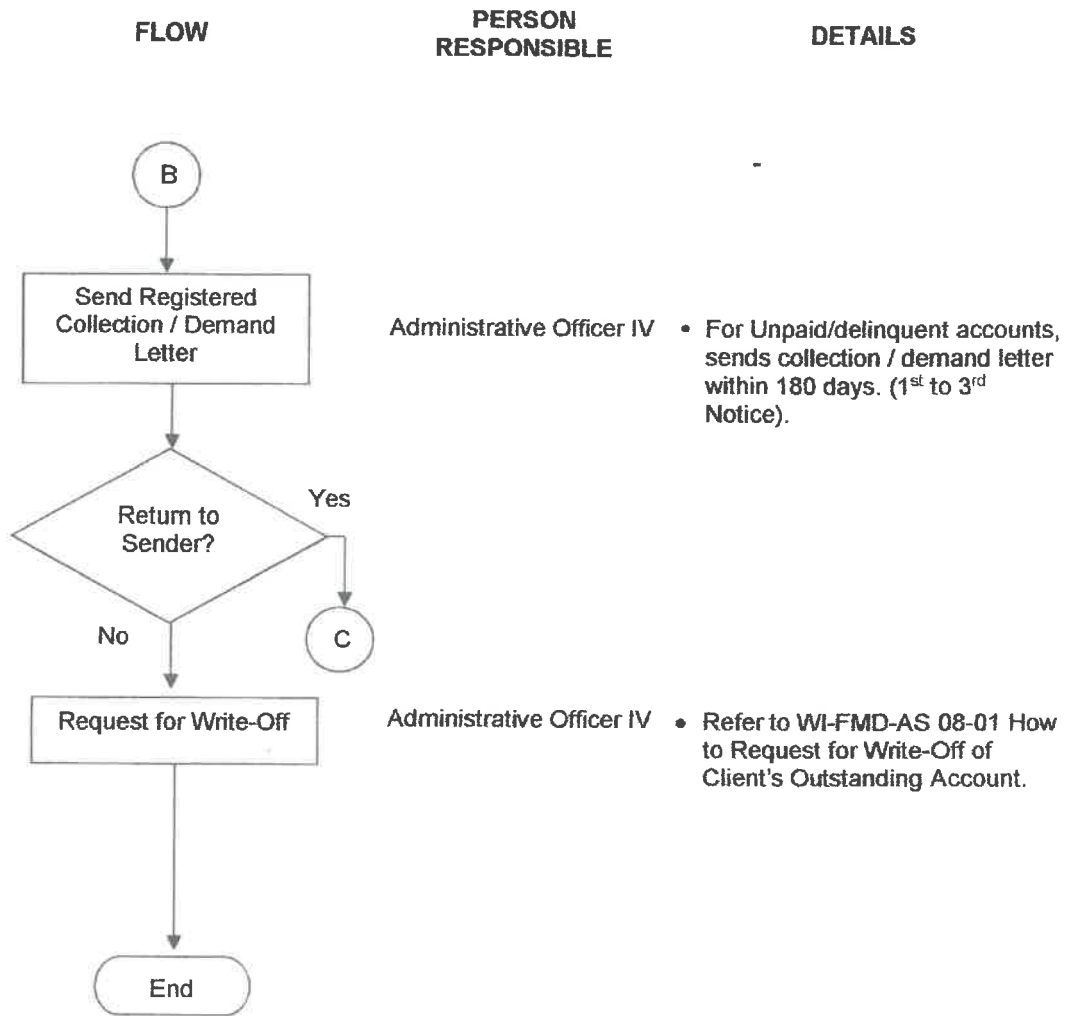 FLOW
PERSON
RESPONSIBLE
DETAILS
B
Send Registered
Collection / Demand
Letter
Administrative Officer IV
• For Unpaid/delinquent accounts,
sends collection / demand letter
within 180 days. (1st to 3rd
Notice).
Return to
Sender?
Yes
No
C
Request for Write-Off
Administrative Officer IV
• Refer to WI-FMD-AS 08-01 How
to Request for Write-Off of
Client's Outstanding Account.
End